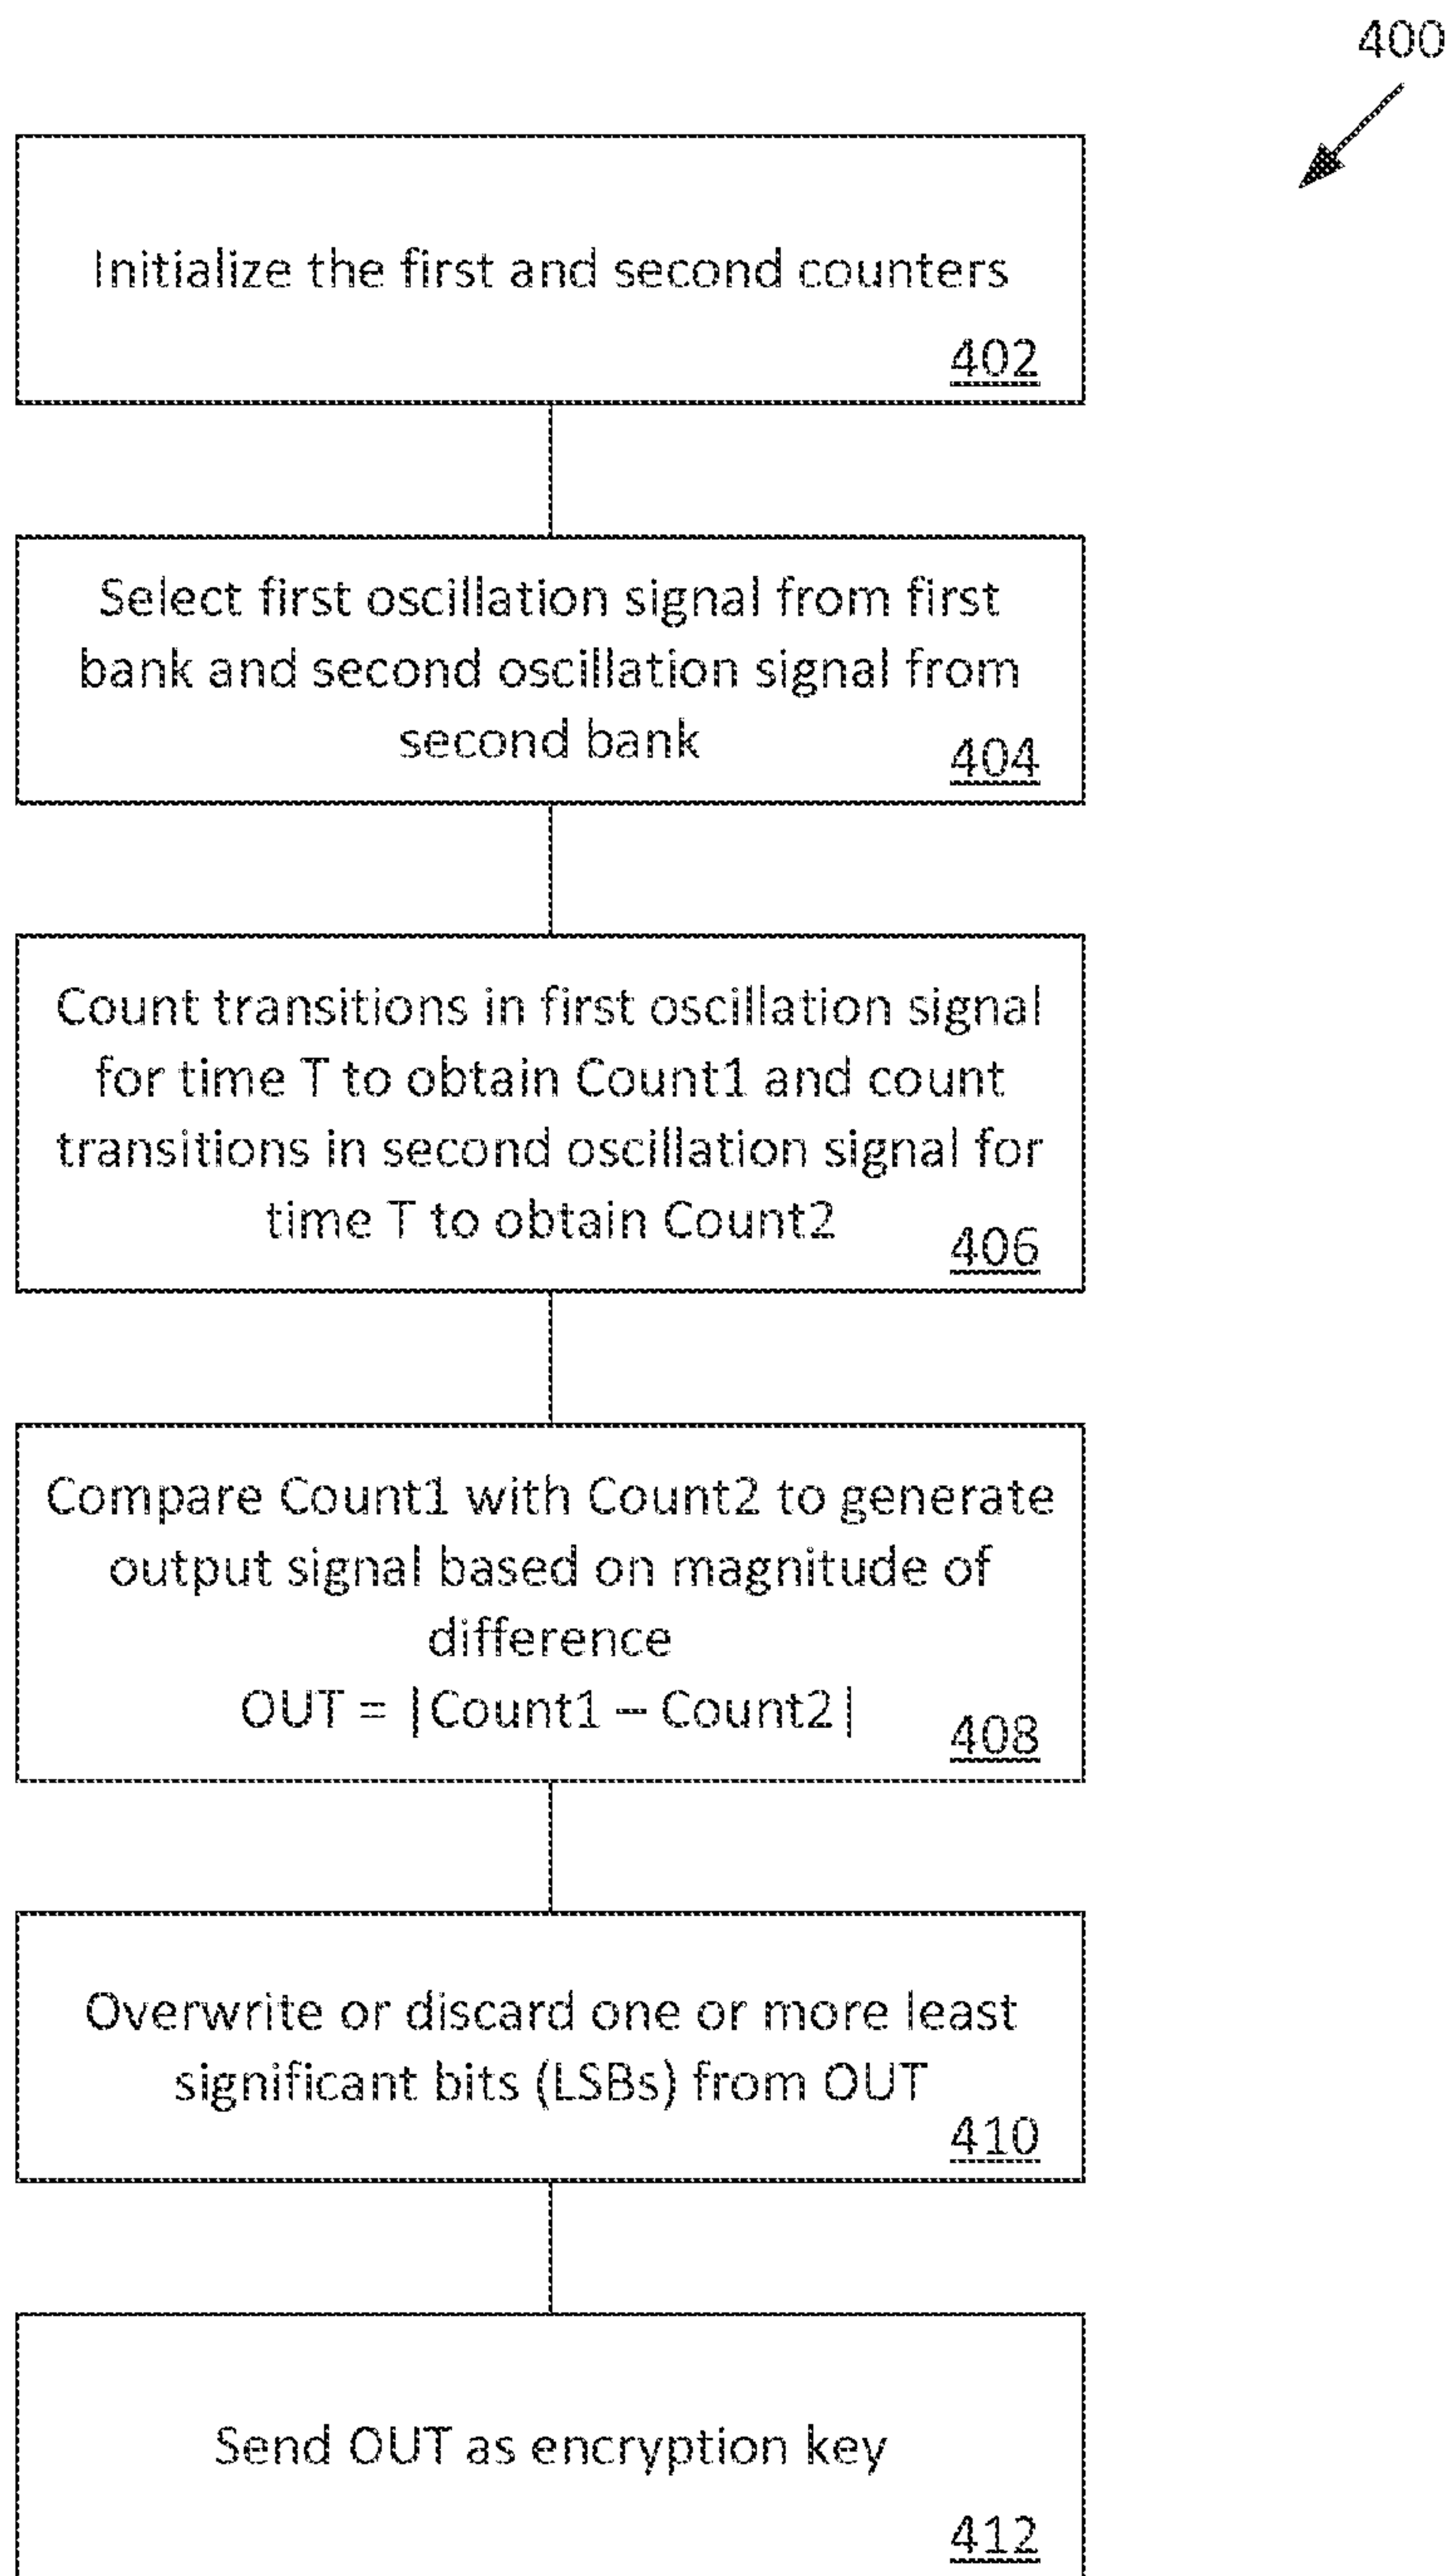 400
Initialize the first and second counters
402
Select first oscillation signal from first
bank and second oscillation signal from
second bank
404
Count transitions in first oscillation signal
for time T to obtain Count1 and count
transitions in second oscillation signal for
time T to obtain Count2
406
Compare Count1 with Count2 to generate
output signal based on magnitude of
difference
OUT = |Count1 – Count2|
408
Overwrite or discard one or more least
significant bits (LSBs) from OUT
410
Send OUT as encryption key
412